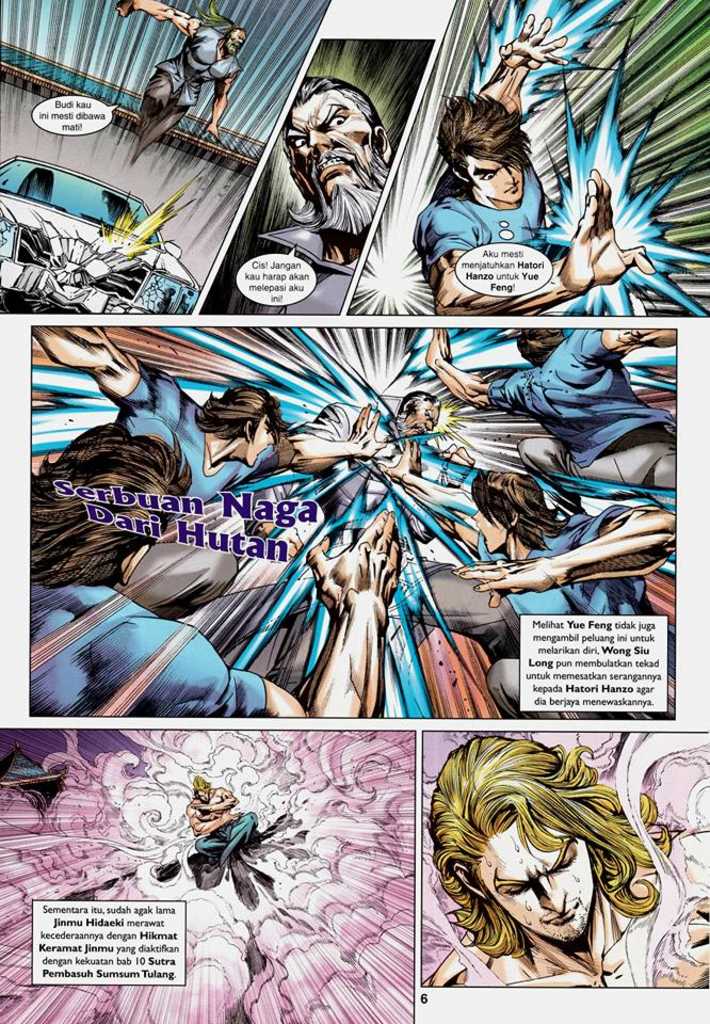 Budi kau
ini mesti dibawa
mati!
Cis! Jangan
kau harap akan
melepasi aku
ini!
Aku mesti
menjatuhkan Hatori
Hanzo untuk Yue
Feng!
Serbuan Naga
Dari Hutan
Melihat Yue Feng tidak juga
mengambil peluang ini untuk
melarikan diri, Wong Siu
Long pun membulatkan tekad
untuk memesatkan serangannya
kepada Hatori Hanzo agar
dia berjaya menewaskannya.
Sementara itu, sudah agak lama
Jinmu Hidaeki merawat
kecederaannya dengan Hikmat
Keramat Jinmu yang diaktifkan
dengan kekuatan bab 10 Sutra
Pembasuh Sumsum Tulang.
6